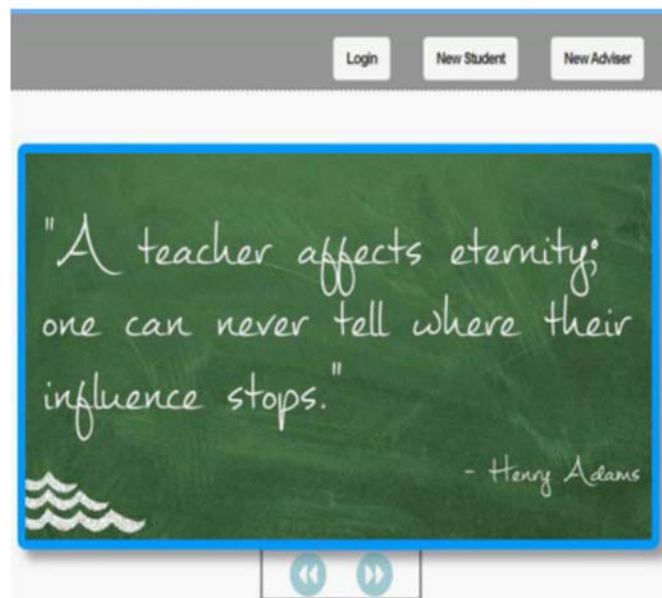 Login New Student New Adviser
"A teacher affects eternity;
one can never tell where their
influence stops."
- Henry Adams